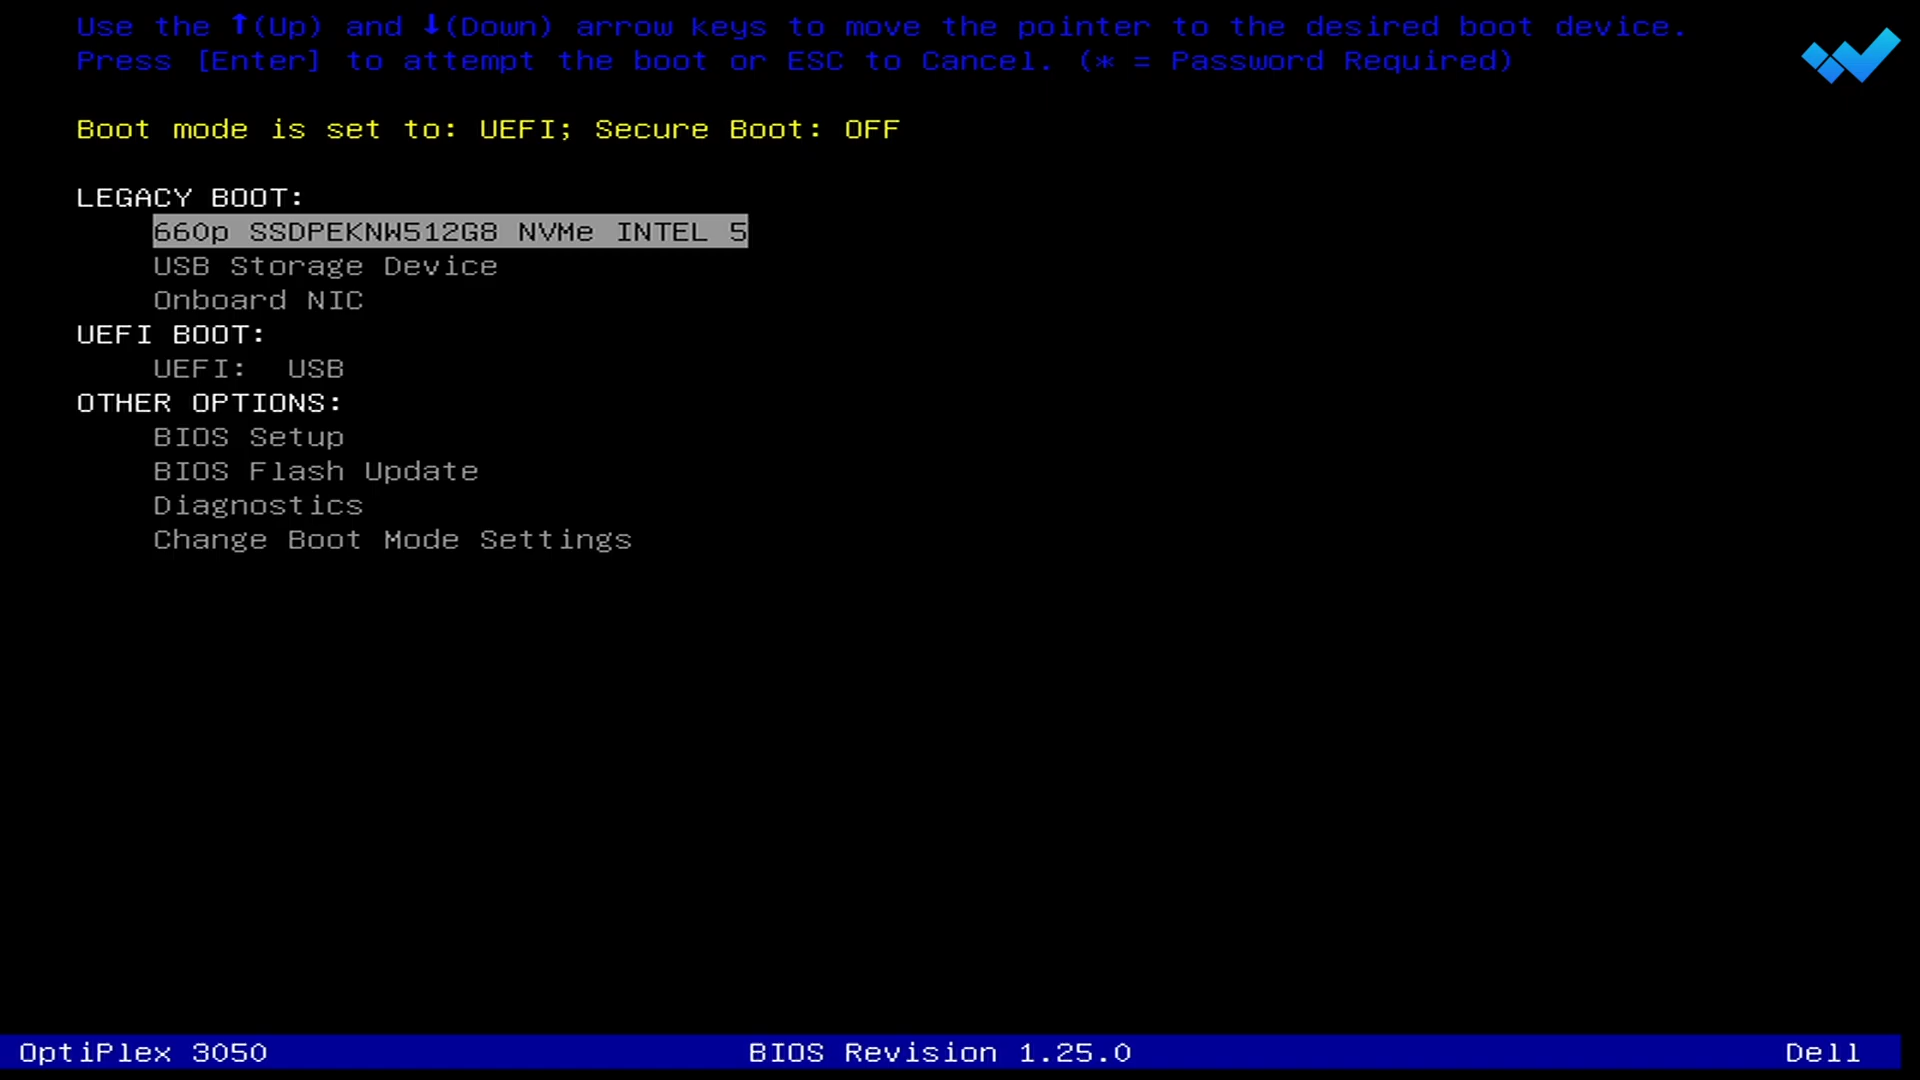 Use the ↑(Up) and ↓(Down) arrow keys to move the pointer to the desired boot device.
Press [Enter] to attempt the boot or ESC to Cancel. (* = Password Required)
Boot mode is set to: UEFI; Secure Boot: OFF
LEGACY BOOT:
660p SSDPEKNW512G8 NVMe INTEL 5
USB Storage Device
Onboard NIC
UEFI BOOT:
UEFI:  USB
OTHER OPTIONS:
BIOS Setup
BIOS Flash Update
Diagnostics
Change Boot Mode Settings
OptiPlex 3050 BIOS Revision 1.25.0 Dell